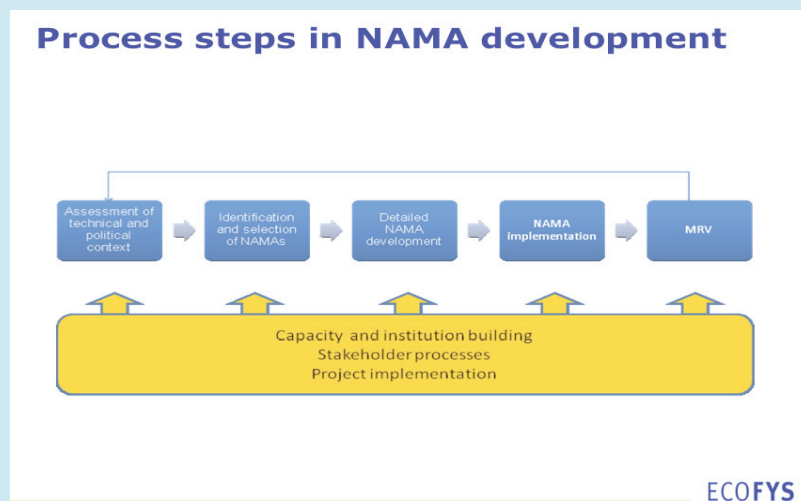 Process steps in NAMA development
Assessment of
technical and
political
context
Identification
and selection
of NAMAs
Detailed
NAMA
development
NAMA
implementation
MRV
Capacity and institution building
Stakeholder processes
Project implementation
ECOFYS